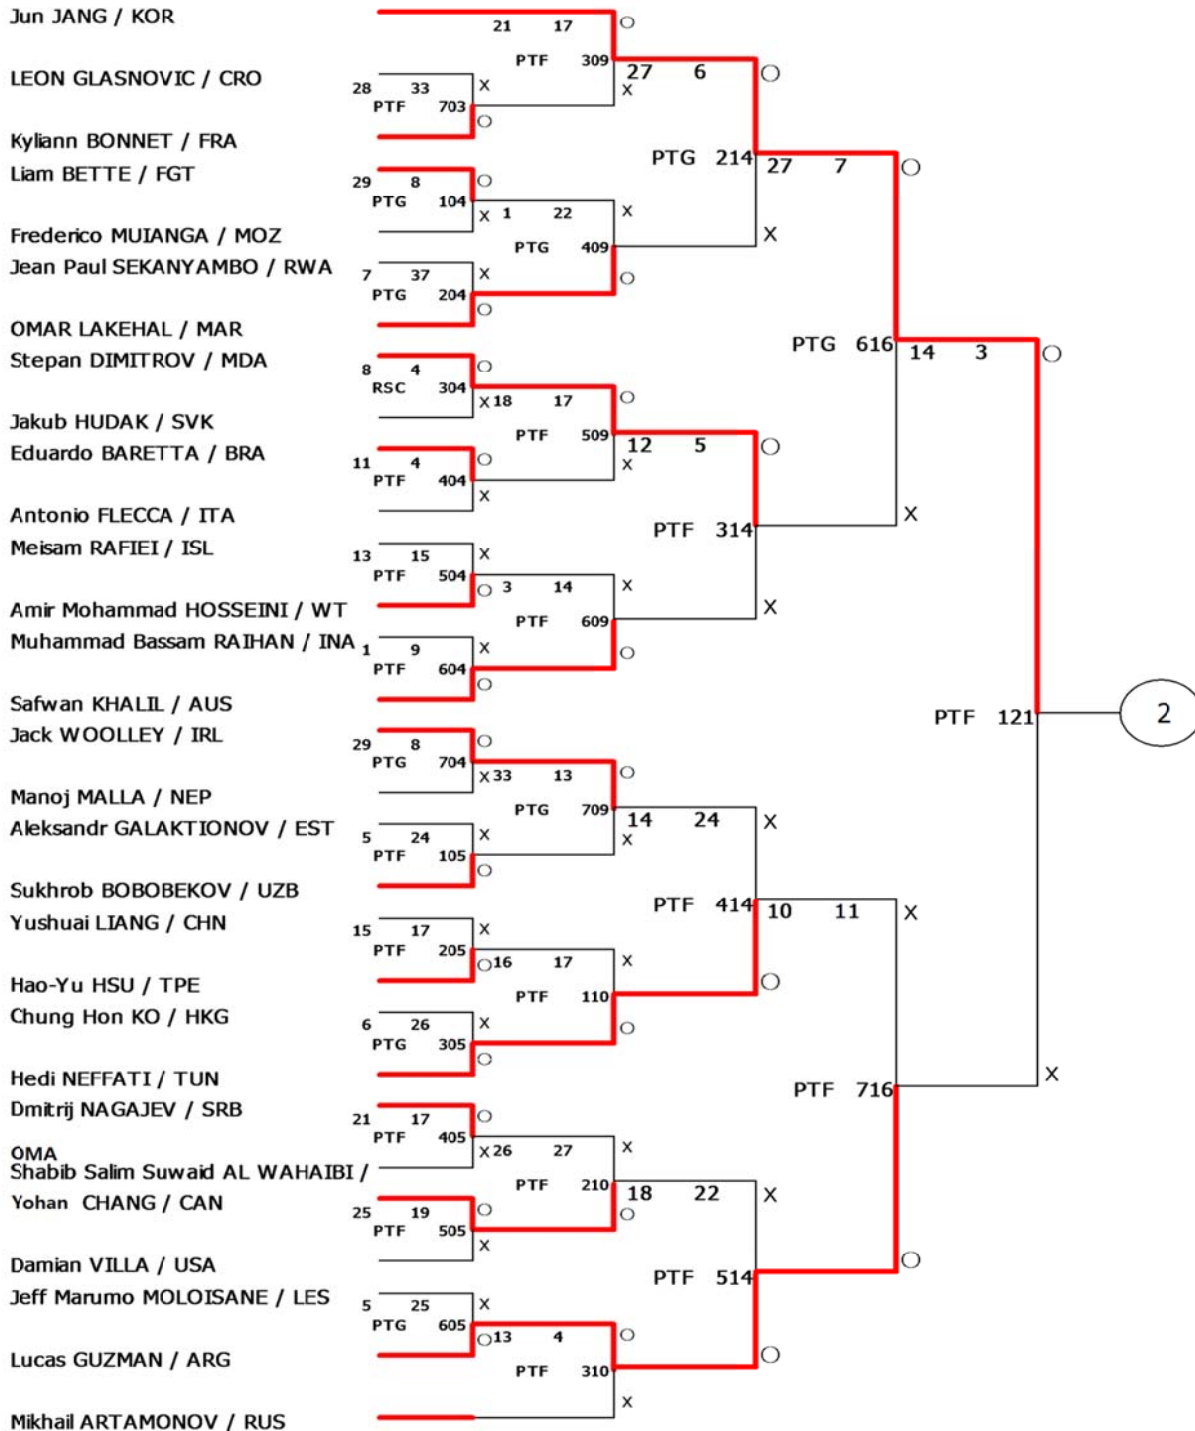 Jun JANG / KOR
21 17
PTF 309
O
X
LEON GLASNOVIC / CRO
28 33
PTF 703
X
O
27 6
O
Kyliann BONNET / FRA
Liam BETTE / FGT
29 8
PTG 104
O
X
PTG 214
X
27 7
O
Frederico MUIANGA / MOZ
1 22
PTG 409
X
O
Jean Paul SEKANYAMBO / RWA
7 37
PTG 204
X
O
OMAR LAKEHAL / MAR
Stepan DIMITROV / MDA
8 4
RSC 304
O
X
PTG 616
X
14 3
O
Jakub HUDAK / SVK
18 17
PTF 509
O
X
Eduardo BARETTA / BRA
11 4
PTF 404
O
X
12 5
O
Antonio FLECCA / ITA
Meisam RAFIEI / ISL
13 15
PTF 504
X
O
PTF 314
X
Amir Mohammad HOSSEINI / WT
3 14
PTF 609
X
O
Muhammad Bassam RAIHAN / INA
1 9
PTF 604
X
O
Safwan KHALIL / AUS
PTF 121
X
2
Jack WOOLLEY / IRL
29 8
PTG 704
O
X
Manoj MALLA / NEP
33 13
PTG 709
O
X
Aleksandr GALAKTIONOV / EST
5 24
PTF 105
X
O
14 24
X
Sukhrob BOBOBEKOV / UZB
Yushuai LIANG / CHN
15 17
PTF 205
X
O
PTF 414
O
10 11
X
Hao-Yu HSU / TPE
16 17
PTF 110
X
O
Chung Hon KO / HKG
6 26
PTG 305
X
O
Hedi NEFFATI / TUN
PTF 716
O
Dmitrij NAGAJEV / SRB
21 17
PTF 405
O
X
OMA
Shabib Salim Suwaid AL WAHAIBI /
26 27
PTF 210
X
O
Yohan CHANG / CAN
25 19
PTF 505
O
X
18 22
X
Damian VILLA / USA
PTF 514
O
Jeff Marumo MOLOISANE / LES
5 25
PTG 605
X
O
Lucas GUZMAN / ARG
13 4
PTF 310
O
X
Mikhail ARTAMONOV / RUS